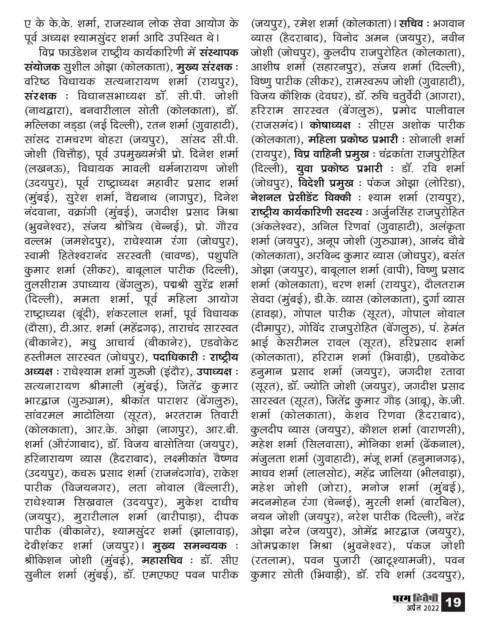 ए के के.के. शर्मा, राजस्थान लोक सेवा आयोग के
पूर्व अध्यक्ष श्यामसुंदर शर्मा आदि उपस्थित थे।
विप्र फाउंडेशन राष्ट्रीय कार्यकारिणी में संस्थापक
संयोजक सुशील ओझा (कोलकाता), मुख्य संरक्षक :
वरिष्ठ विधायक सत्यनारायण शर्मा (रायपुर),
संरक्षक : विधानसभाध्यक्ष डॉ. सी.पी. जोशी
(नाथद्वारा), बनवारीलाल सोती (कोलकाता), डॉ.
मल्लिका नड्डा (नई दिल्ली), रतन शर्मा (गुवाहाटी),
सांसद रामचरण बोहरा (जयपुर), सांसद सी.पी.
जोशी (चित्तौड़), पूर्व उपमुख्यमंत्री प्रो. दिनेश शर्मा
(लखनऊ), विधायक मावली धर्मनारायण जोशी
(उदयपुर), पूर्व राष्ट्राध्यक्ष महावीर प्रसाद शर्मा
(मुंबई), सुरेश शर्मा, वैद्यनाथ (नागपुर), दिनेश
नंदवाना, वक्रांगी (मुंबई), जगदीश प्रसाद मिश्रा
(भुवनेश्वर), संजय श्रोत्रिय (चेन्नई), प्रो. गौरव
वल्लभ (जमशेदपुर), राधेश्याम रंगा (जोधपुर),
स्वामी हितेश्वरानंद सरस्वती (चावण्ड), पशुपति
कुमार शर्मा (सीकर), बाबूलाल पारीक (दिल्ली),
तुलसीराम उपाध्याय (बेंगलुरु), पद्मश्री सुरेंद्र शर्मा
(दिल्ली), ममता शर्मा, पूर्व महिला आयोग
राष्ट्राध्यक्ष (बूंदी), शंकरलाल शर्मा, पूर्व विधायक
(दौसा), टी.आर. शर्मा (महेंद्रगढ़), ताराचंद सारस्वत
(बीकानेर), मधु आचार्य (बीकानेर), एडवोकेट
हस्तीमल सारस्वत (जोधपुर), पदाधिकारी : राष्ट्रीय
अध्यक्ष : राधेश्याम शर्मा गुरुजी (इंदौर), उपाध्यक्ष :
सत्यनारायण श्रीमाली (मुंबई), जितेंद्र कुमार
भारद्वाज (गुरुग्राम), श्रीकांत पाराशर (बेंगलुरु),
सांवरमल माटोलिया (सूरत), भरतराम तिवारी
(कोलकाता), आर.के. ओझा (नागपुर), आर.बी.
शर्मा (औरंगाबाद), डॉ. विजय बासोतिया (जयपुर),
हरिनारायण व्यास (हैदराबाद), लक्ष्मीकांत वैष्णव
(उदयपुर), कचरू प्रसाद शर्मा (राजनंदगांव), राकेश
पारीक (विजयनगर), लता नोवाल (बैल्लारी),
राधेश्याम सिखवाल (उदयपुर), मुकेश दाधीच
(जयपुर), मुरारीलाल शर्मा (बारीपाड़ा), दीपक
पारीक (बीकानेर), श्यामसुंदर शर्मा (झालावाड़),
देवीशंकर शर्मा (जयपुर)। मुख्य समन्वयक :
श्रीकिशन जोशी (मुंबई), महासचिव : डॉ. सीए
सुनील शर्मा (मुंबई), डॉ. एमएफए पवन पारीक
(जयपुर), रमेश शर्मा (कोलकाता)। सचिव : भगवान
व्यास (हैदराबाद), विनोद अमन (जयपुर), नवीन
जोशी (जोधपुर), कुलदीप राजपुरोहित (कोलकाता),
आशीष शर्मा (सहारनपुर), संजय शर्मा (दिल्ली),
विष्णु पारीक (सीकर), रामस्वरूप जोशी (गुवाहाटी),
विजय कौशिक (देवघर), डॉ. रुचि चतुर्वेदी (आगरा),
हरिराम सारस्वत (बेंगलुरु), प्रमोद पालीवाल
(राजसमंद)। कोषाध्यक्ष : सीएस अशोक पारीक
(कोलकाता), महिला प्रकोष्ठ प्रभारी : सोनाली शर्मा
(रायपुर), विप्र वाहिनी प्रमुख : चंद्रकांता राजपुरोहित
(दिल्ली), युवा प्रकोष्ठ प्रभारी : डॉ. रवि शर्मा
(जोधपुर), विदेशी प्रमुख : पंकज ओझा (लोरिडा),
नेशनल प्रेसीडेंट विक्की : श्याम शर्मा (रायपुर),
राष्ट्रीय कार्यकारिणी सदस्य : अर्जुनसिंह राजपुरोहित
(अंकलेश्वर), अनिल रिणवां (गुवाहाटी), अलंकृता
शर्मा (जयपुर), अनूप जोशी (गुरुग्राम), आनंद चौबे
(कोलकाता), अरविन्द कुमार व्यास (जोधपुर), बसंत
ओझा (जयपुर), बाबूलाल शर्मा (वापी), विष्णु प्रसाद
शर्मा (कोलकाता), चरण शर्मा (रायपुर), दौलतराम
सेवदा (मुंबई), डी.के. व्यास (कोलकाता), दुर्गा व्यास
(हावड़ा), गोपाल पारीक (सूरत), गोपाल नोवाल
(दीमापुर), गोविंद राजपुरोहित (बेंगलुरु), पं. हेमंत
भाई केसरीमल रावल (सूरत), हरिप्रसाद शर्मा
(कोलकाता), हरिराम शर्मा (भिवाड़ी), एडवोकेट
हनुमान प्रसाद शर्मा (जयपुर), जगदीश रतावा
(सूरत), डॉ. ज्योति जोशी (जयपुर), जगदीश प्रसाद
सारस्वत (सूरत), जितेंद्र कुमार गौड़ (आबू), के.जी.
शर्मा (कोलकाता), केशव रिणवा (हैदराबाद),
कुलदीप व्यास (जयपुर), कौशल शर्मा (वाराणसी),
महेश शर्मा (सिलवासा), मोनिका शर्मा (ढेंकनाल),
मंजुलता शर्मा (गुवाहाटी), मंजू शर्मा (हनुमानगढ़),
माधव शर्मा (लालसोट), महेंद्र जालिया (भीलवाड़ा),
महेश जोशी (जोरा), मनोज शर्मा (मुंबई),
मदनमोहन रंगा (चेन्नई), मुरली शर्मा (बारबिल),
नयन जोशी (जयपुर), नरेश पारीक (दिल्ली), नरेंद्र
ओझा नरेन (जयपुर), ओमेंद्र भारद्वाज (जयपुर),
ओमप्रकाश मिश्रा (भुवनेश्वर), पंकज जोशी
(रतलाम), पवन पुजारी (खाटूश्यामजी), पवन
कुमार सोती (भिवाड़ी), डॉ. रवि शर्मा (उदयपुर),
परम हितैषी
अप्रैल 2022
19